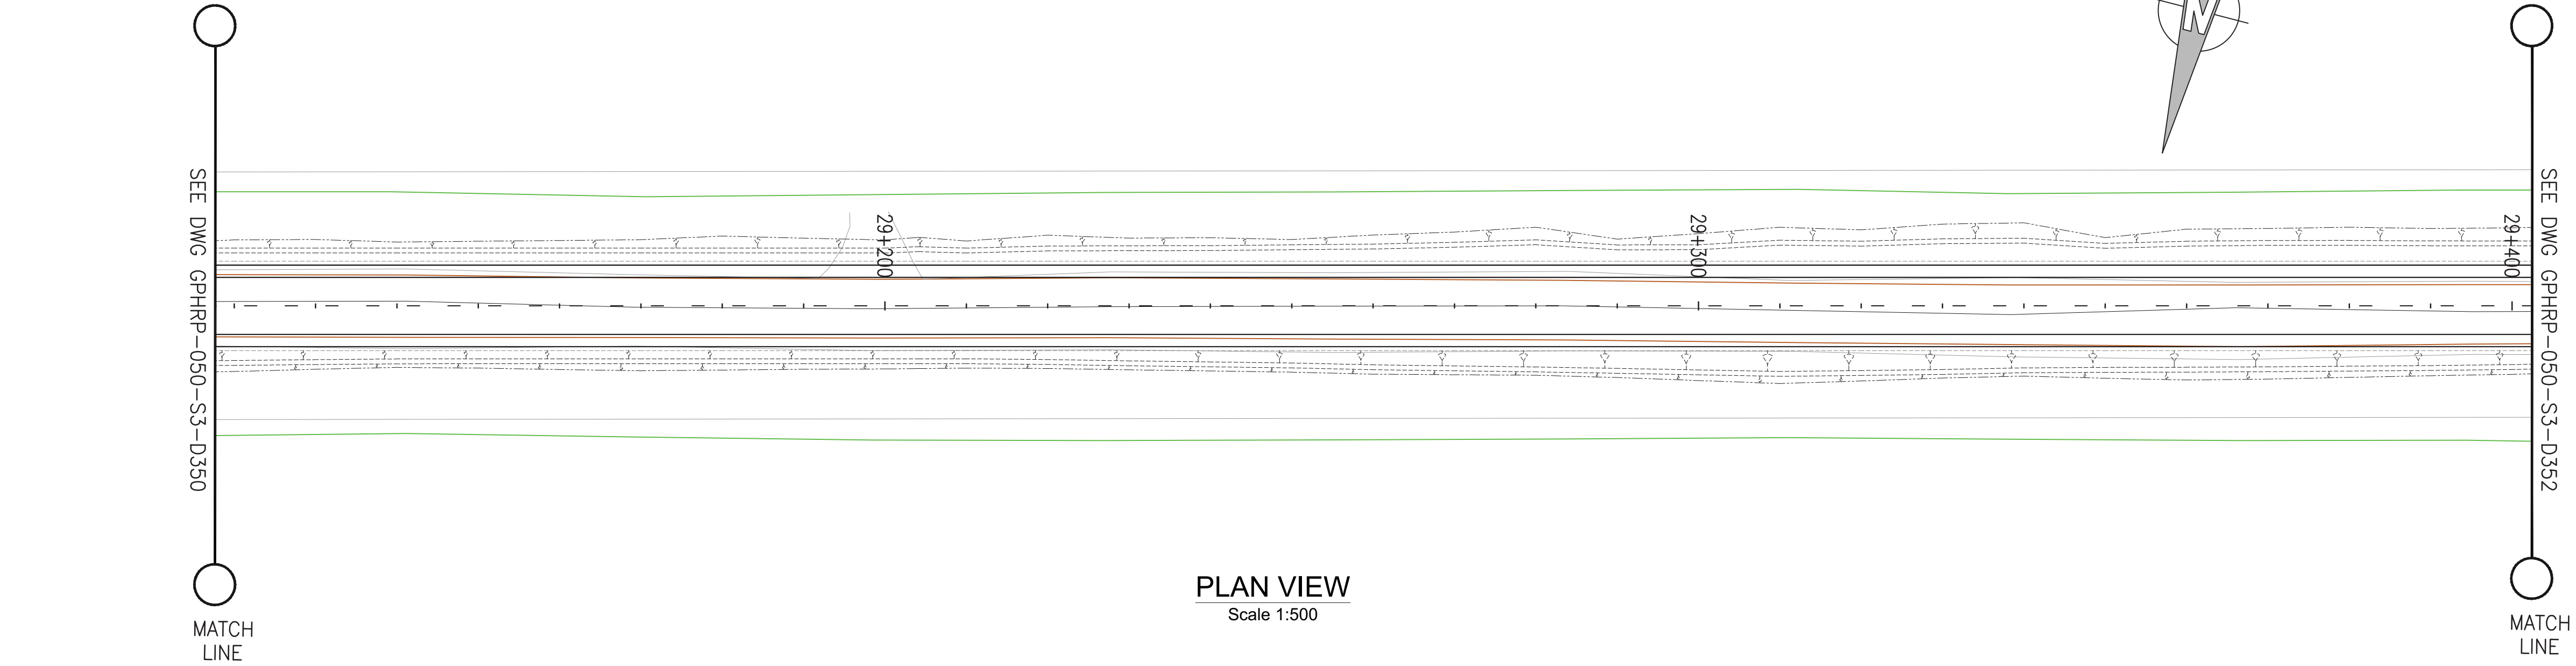 N
SEE DWG GPHRP-050-S3-D350
29+200
29+300
29+400
SEE DWG GPHRP-050-S3-D352
PLAN VIEW
Scale 1:500
MATCH
LINE
MATCH
LINE